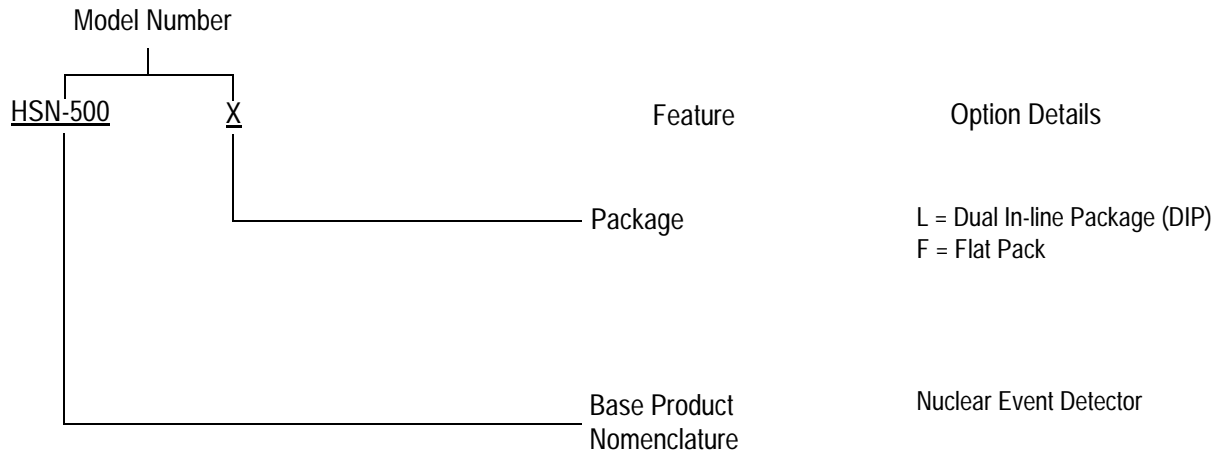 Model Number
HSN-500 X Feature Option Details
Package L = Dual In-line Package (DIP)
F = Flat Pack
Base Product Nuclear Event Detector
Nomenclature